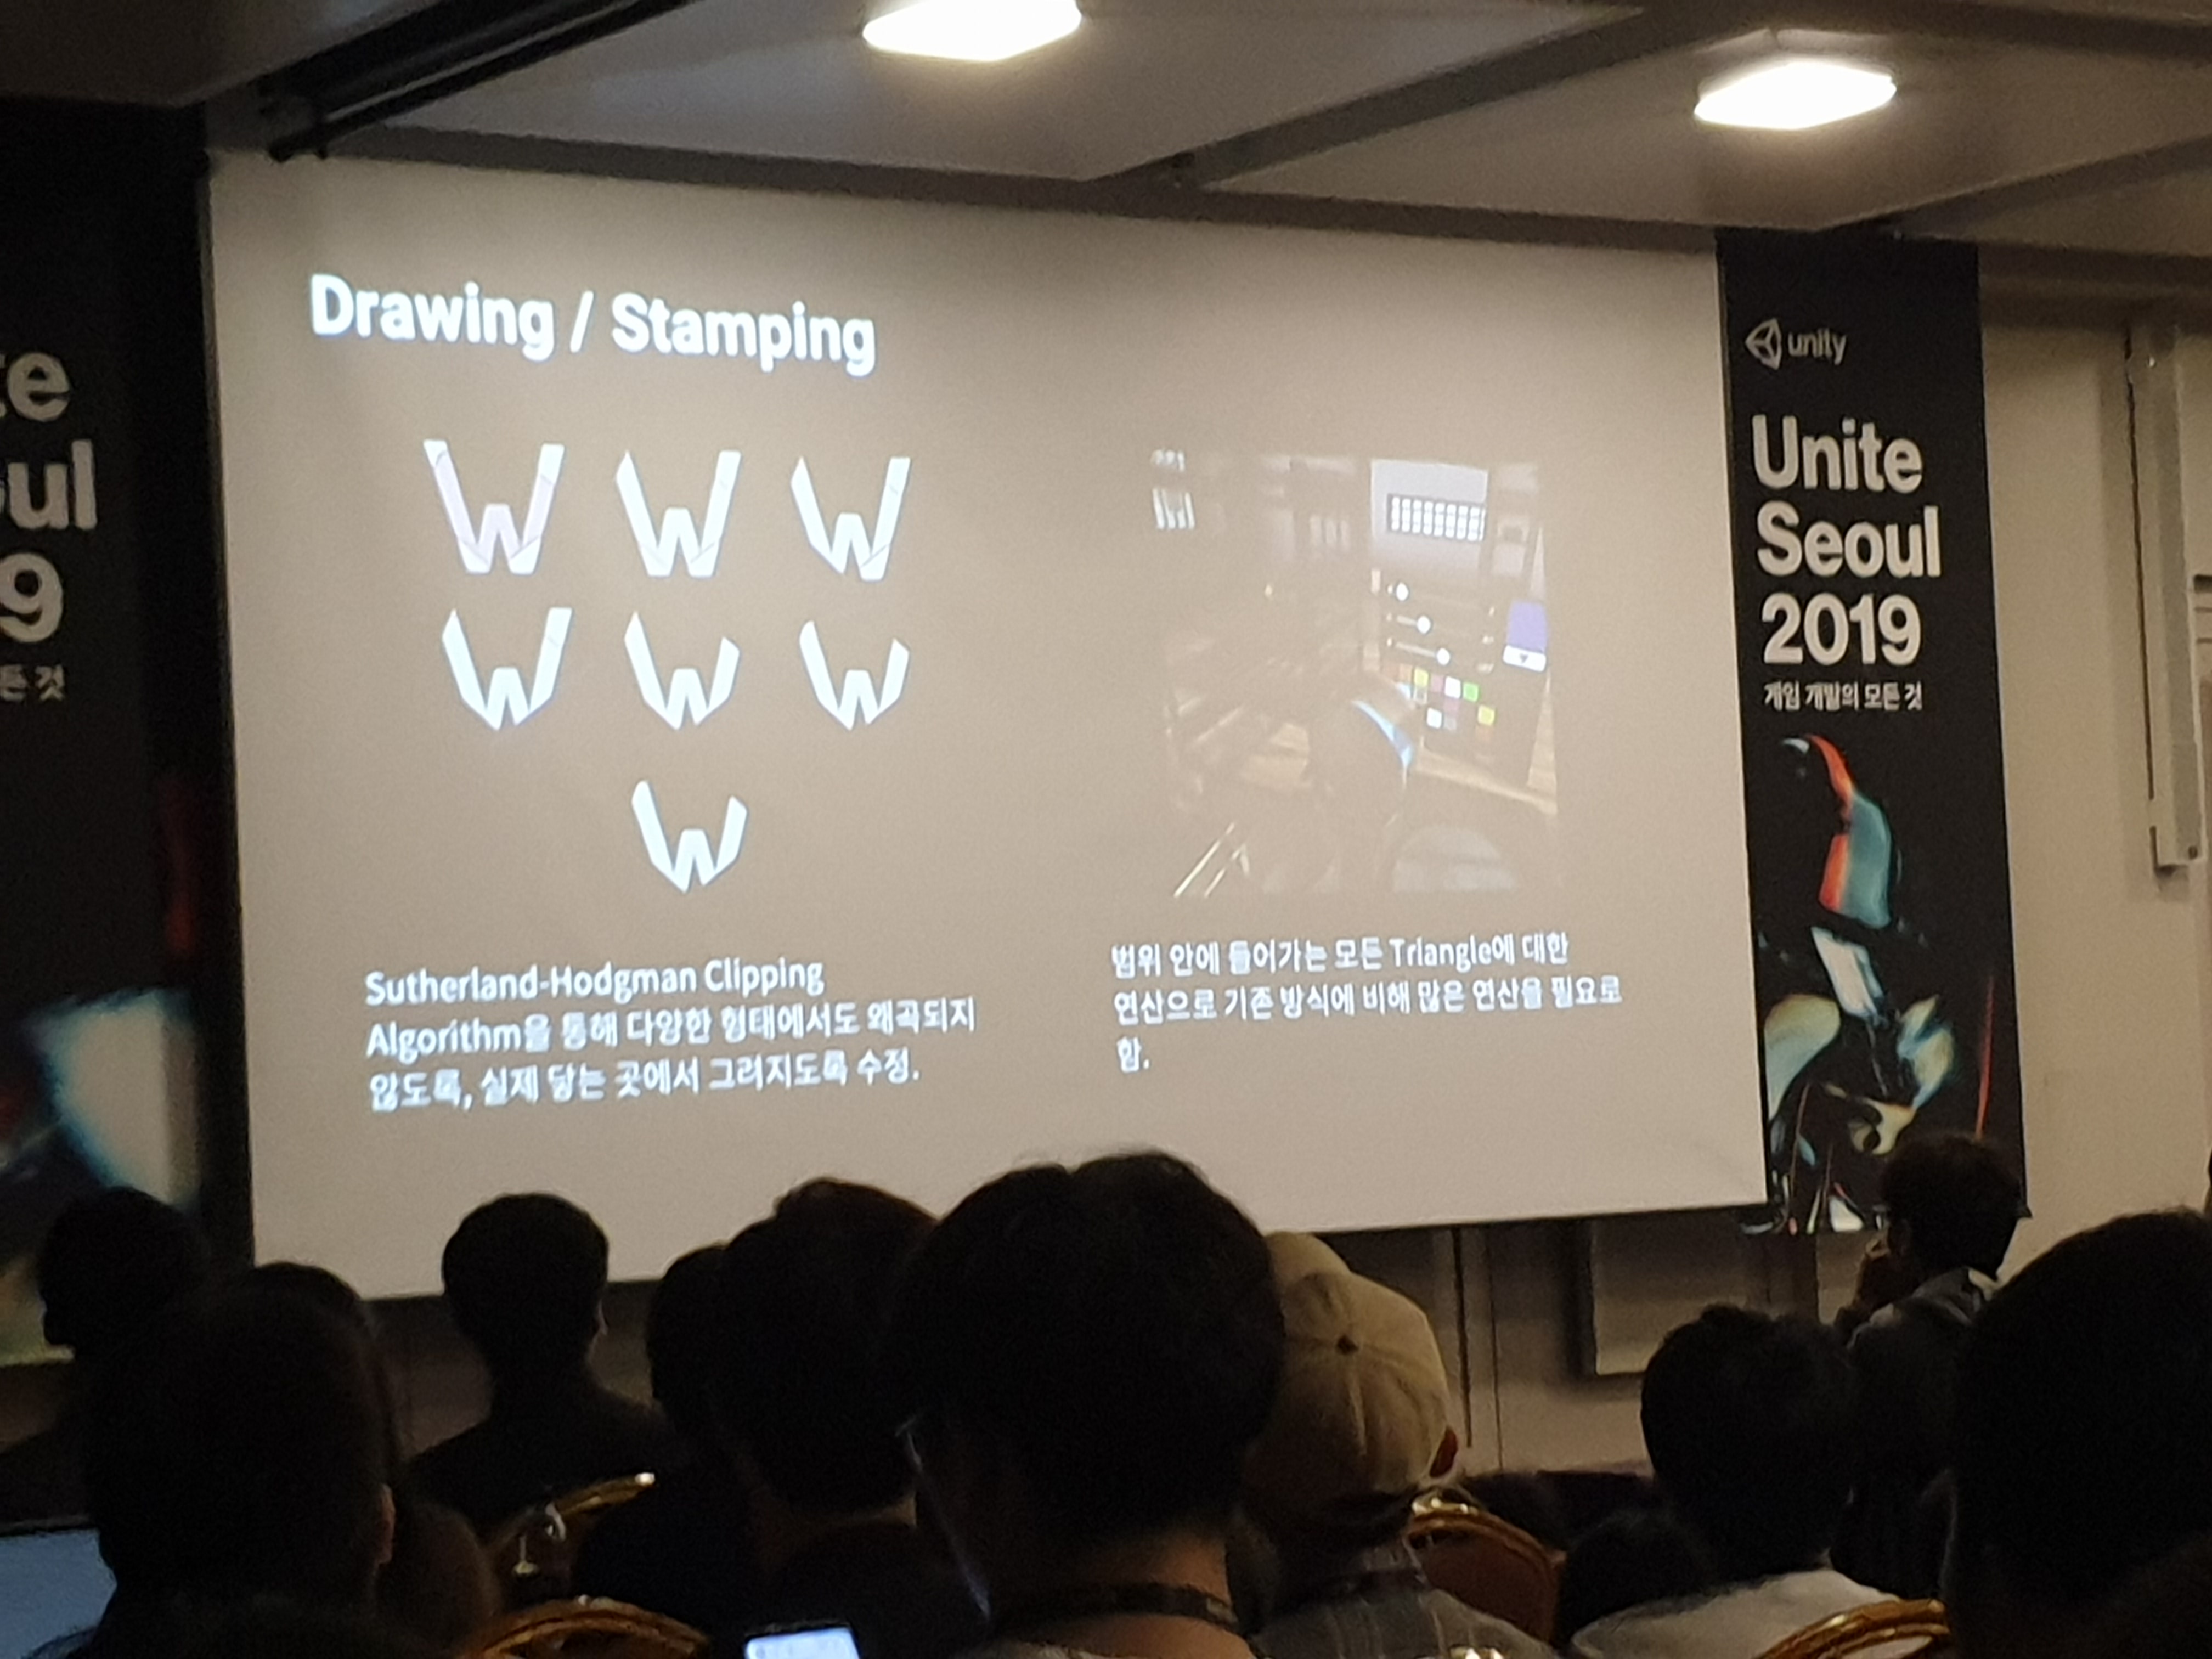 Drawing / Stamping
W W W
W W W
W
Sutherland-Hodgman Clipping
Algorithm을 통해 다양한 형태에서도 왜곡되지
않도록, 실제 닿는 곳에서 그려지도록 수정.
범위 안에 들어가는 모든 Triangle에 대한
연산으로 기존 방식에 비해 많은 연산을 필요로
함.
unity
Unite
Seoul
2019
게임 개발의 모든 것
te
oul
9
든 것